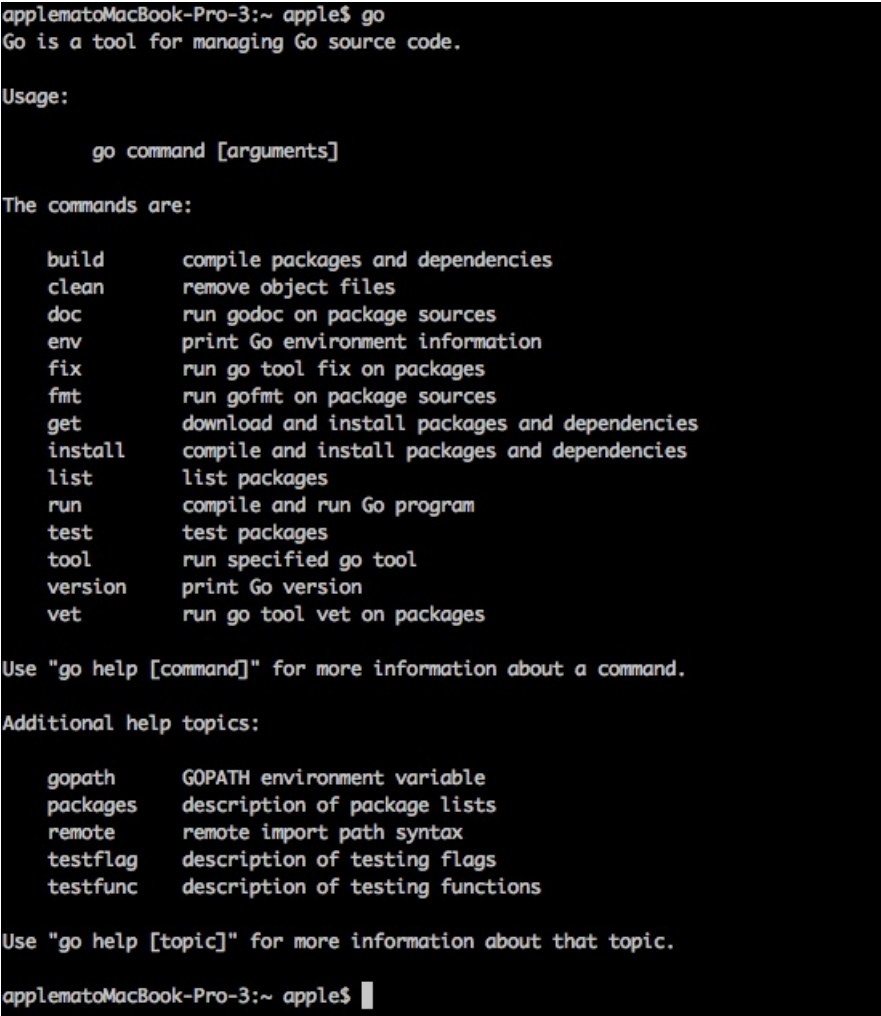 applematoMacBook-Pro-3:~ apple$ go
Go is a tool for managing Go source code.

Usage:

        go command [arguments]

The commands are:

    build       compile packages and dependencies
    clean       remove object files
    doc         run godoc on package sources
    env         print Go environment information
    fix         run go tool fix on packages
    fmt         run gofmt on package sources
    get         download and install packages and dependencies
    install     compile and install packages and dependencies
    list        list packages
    run         compile and run Go program
    test        test packages
    tool        run specified go tool
    version     print Go version
    vet         run go tool vet on packages

Use "go help [command]" for more information about a command.

Additional help topics:

    gopath      GOPATH environment variable
    packages    description of package lists
    remote      remote import path syntax
    testflag    description of testing flags
    testfunc    description of testing functions

Use "go help [topic]" for more information about that topic.

applematoMacBook-Pro-3:~ apple$